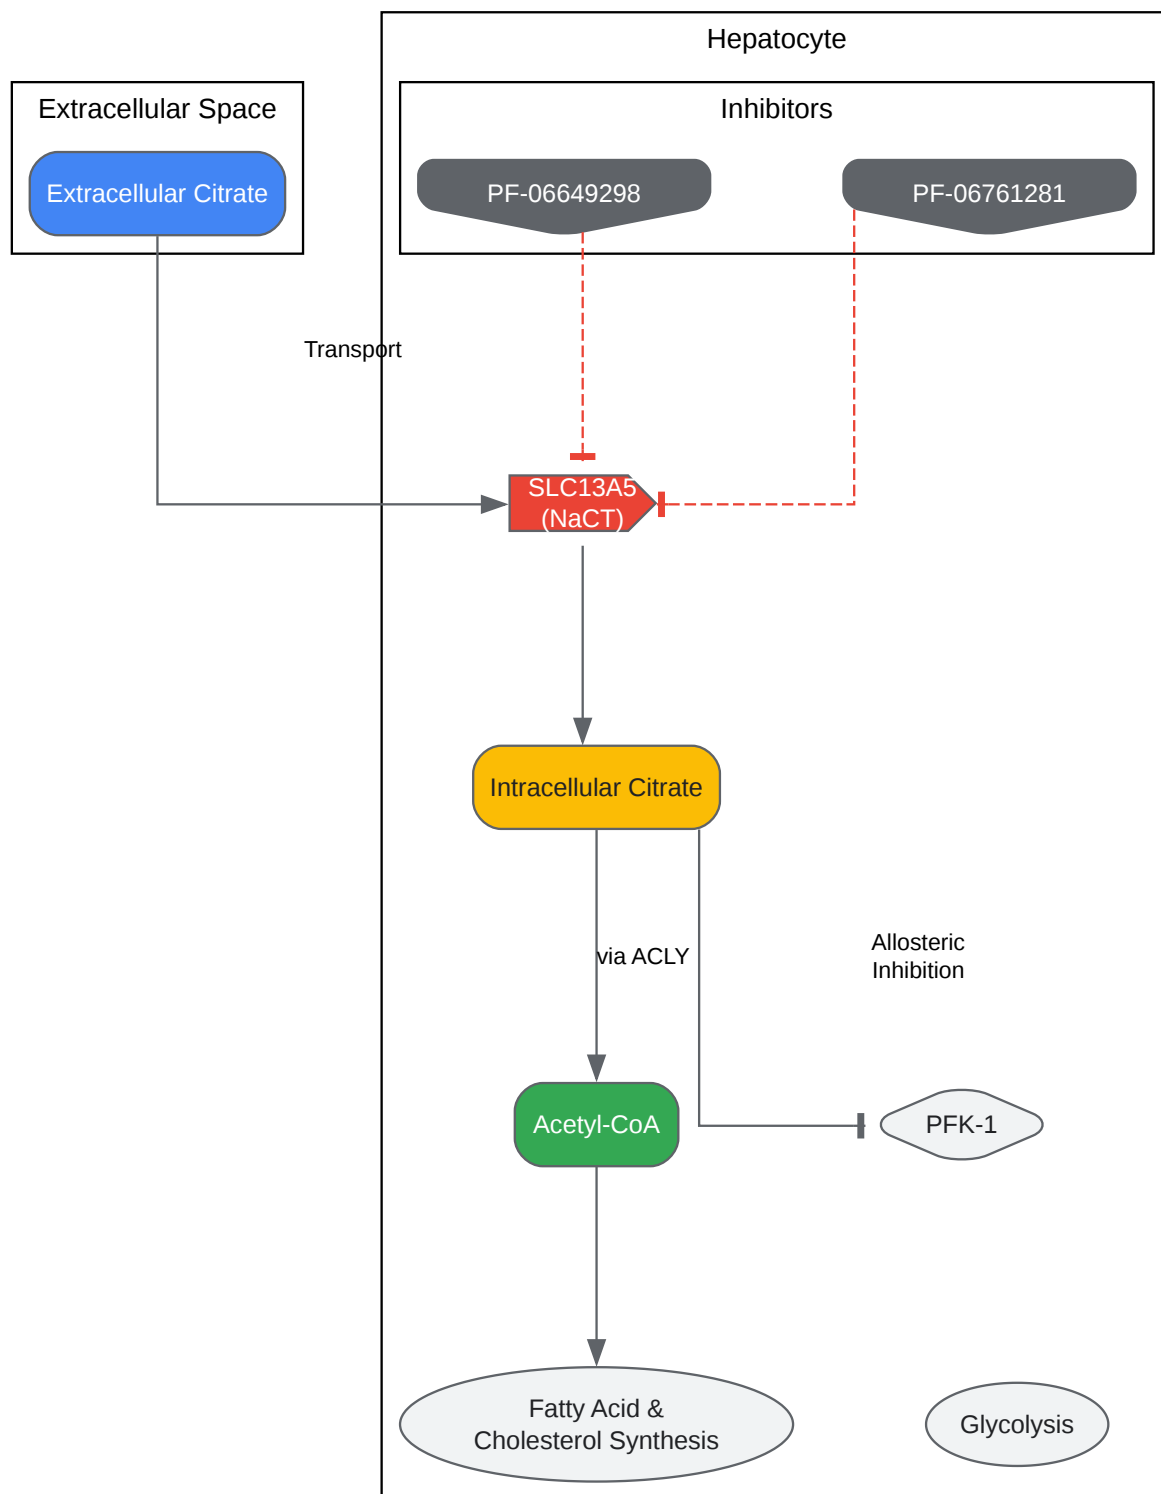 Hepatocyte
Extracellular Space
Inhibitors
Extracellular Citrate
PF-06649298
PF-06761281
Transport
SLC13A5
(NaCT)
Intracellular Citrate
via ACLY
Allosteric
Inhibition
Acetyl-CoA
PFK-1
Fatty Acid &
Cholesterol Synthesis
Glycolysis